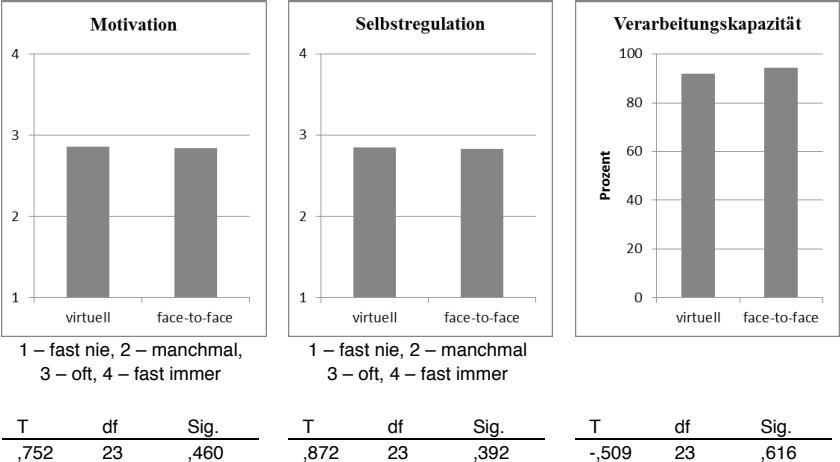 Motivation
4
3
2
1
virtuell face-to-face
1 – fast nie, 2 – manchmal,
3 – oft, 4 – fast immer
T df Sig.
,752 23 ,460
Selbstregulation
4
3
2
1
virtuell face-to-face
1 – fast nie, 2 – manchmal
3 – oft, 4 – fast immer
T df Sig.
,872 23 ,392
Verarbeitungskapazität
Prozent
100
80
60
40
20
0
virtuell face-to-face
T df Sig.
-,509 23 ,616